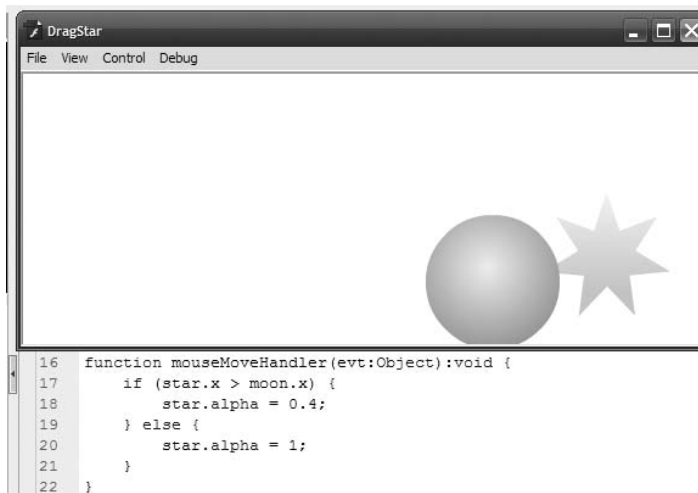 DragStar
File View Control Debug
16 function mouseMoveHandler(evt:Object):void {
17 if (star.x > moon.x) {
18 star.alpha = 0.4;
19 } else {
20 star.alpha = 1;
21 }
22 }